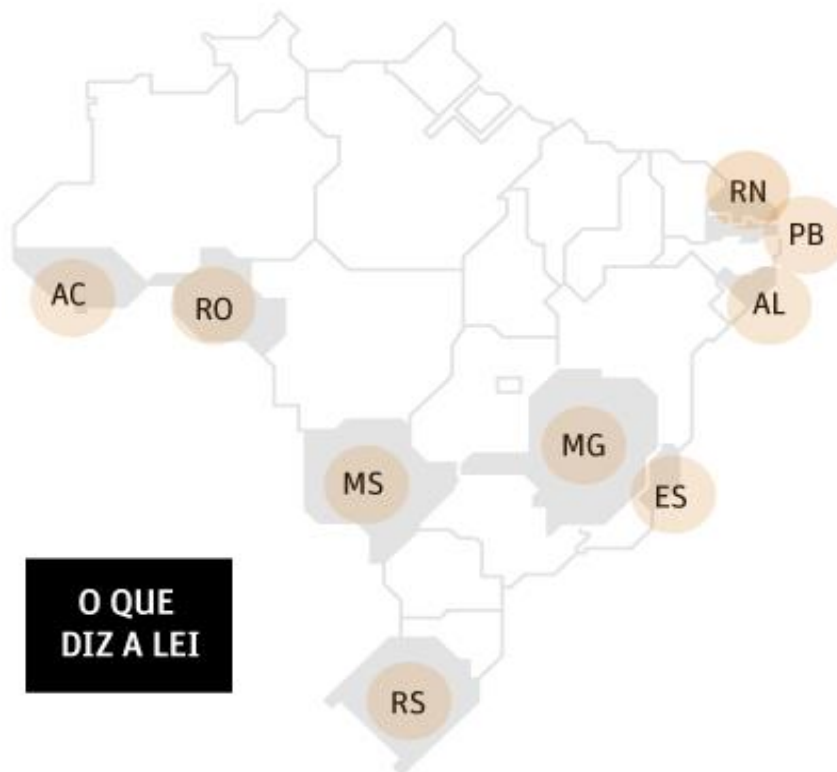 RN
PB
AC
RO
AL
MG
MS
ES
O QUE
DIZ A LEI
RS